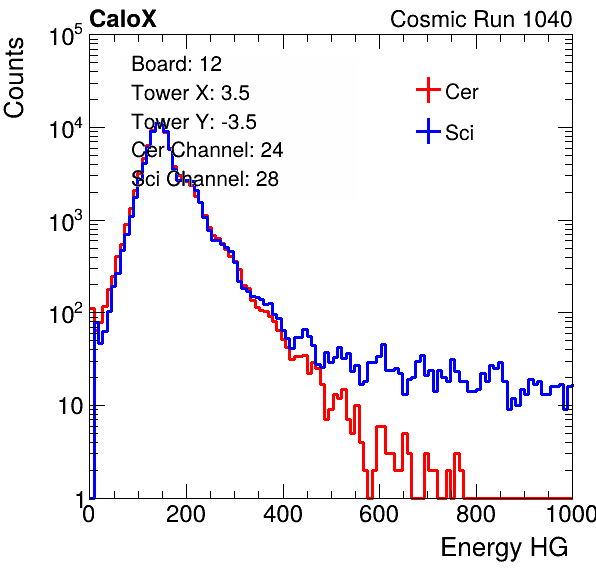 CaloX Cosmic Run 1040
Counts
Board: 12
Tower X: 3.5
Tower Y: -3.5
Cer Channel: 24
Sci Channel: 28
Cer
Sci
10^5
10^4
10^3
10^2
10
1
0 200 400 600 800 1000
Energy HG